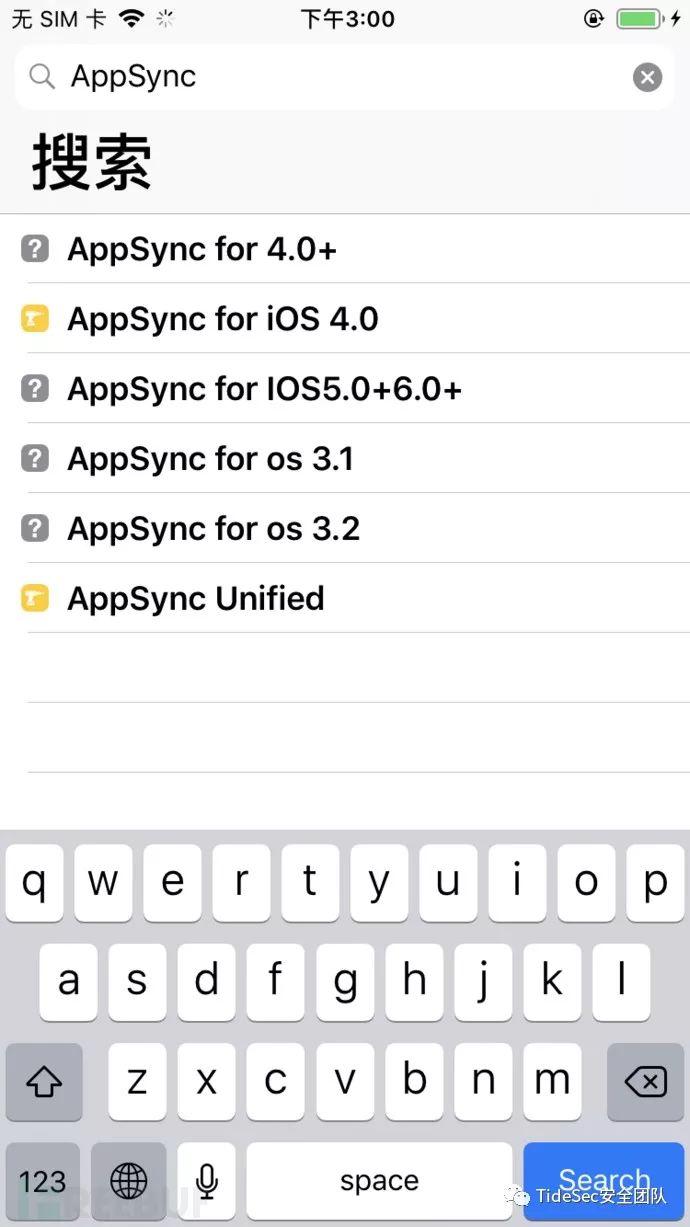 无 SIM 卡 下午3:00
AppSync
搜索
? AppSync for 4.0+
AppSync for iOS 4.0
? AppSync for IOS5.0+6.0+
? AppSync for os 3.1
? AppSync for os 3.2
AppSync Unified
q w e r t y u i o p
a s d f g h j k l
z x c v b n m
123 space Search
REEBUF
TideSec安全团队